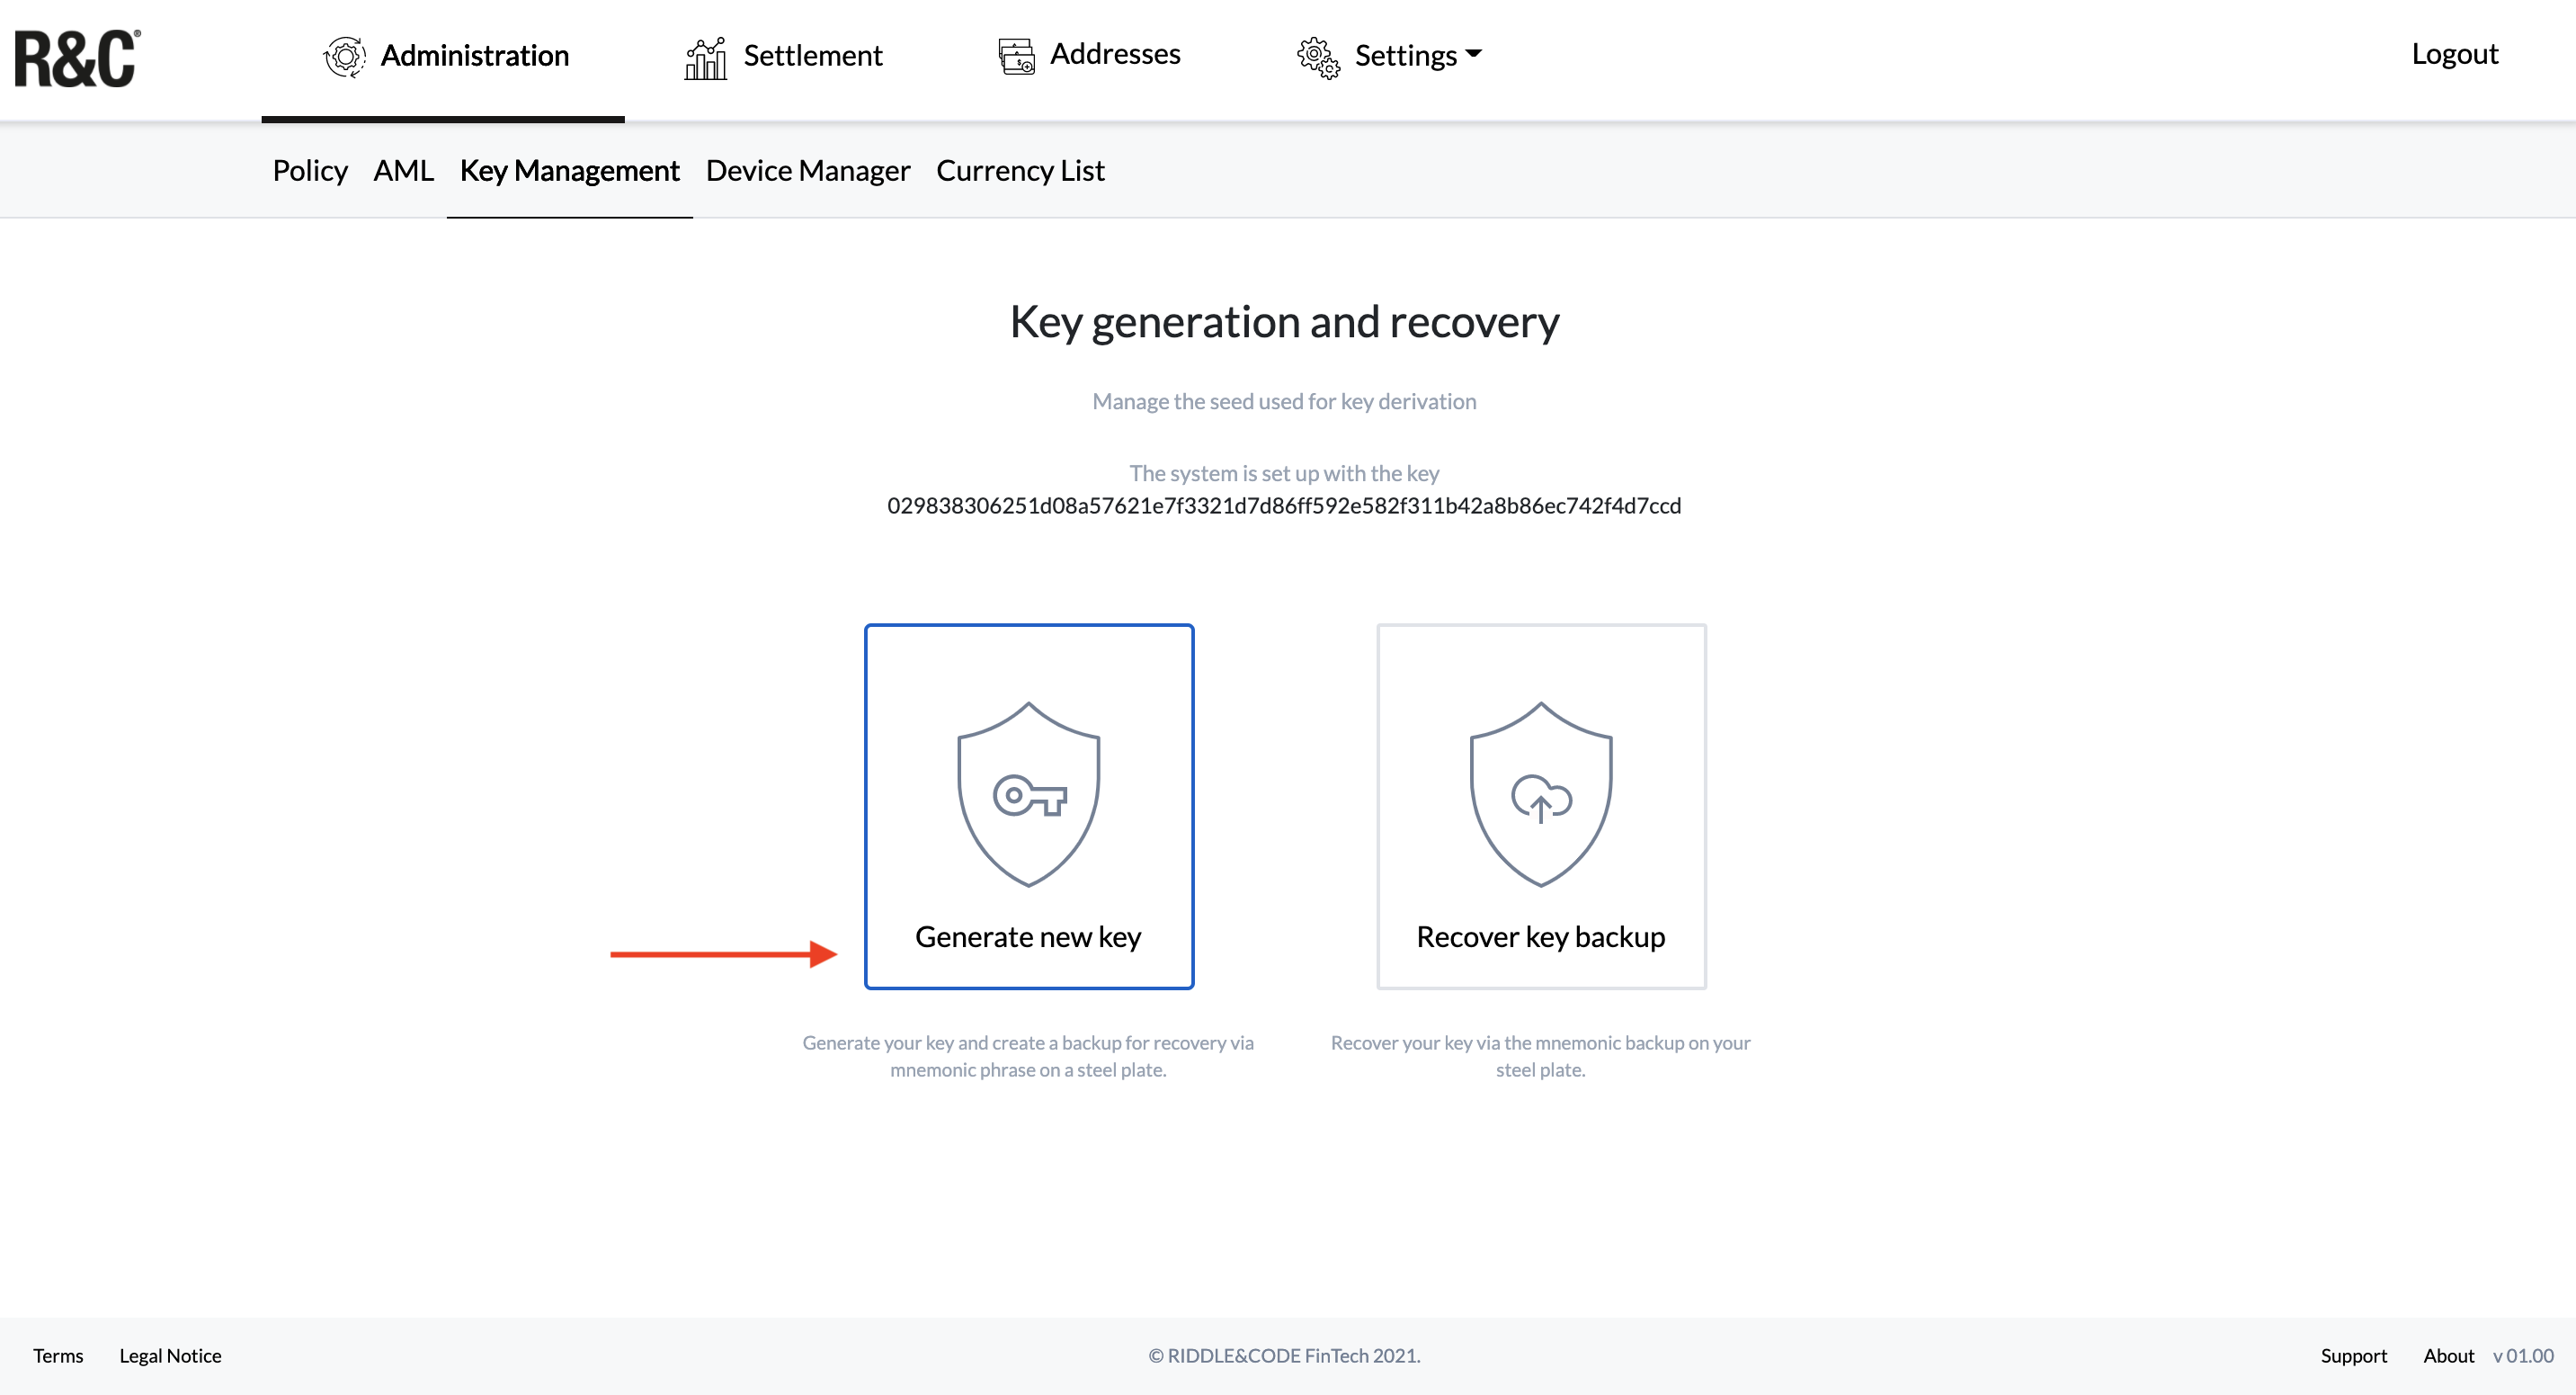 R&C®
Administration
Settlement
Addresses
Settings
Logout
Policy
AML
Key Management
Device Manager
Currency List
Key generation and recovery
Manage the seed used for key derivation
The system is set up with the key
029838306251d08a57621e7f3321d7d86ff592e582f311b42a8b86ec742f4d7ccd
Generate new key
Recover key backup
Generate your key and create a backup for recovery via
mnemonic phrase on a steel plate.
Recover your key via the mnemonic backup on your
steel plate.
Terms
Legal Notice
© RIDDLE&CODE FinTech 2021.
Support
About
v 01.00